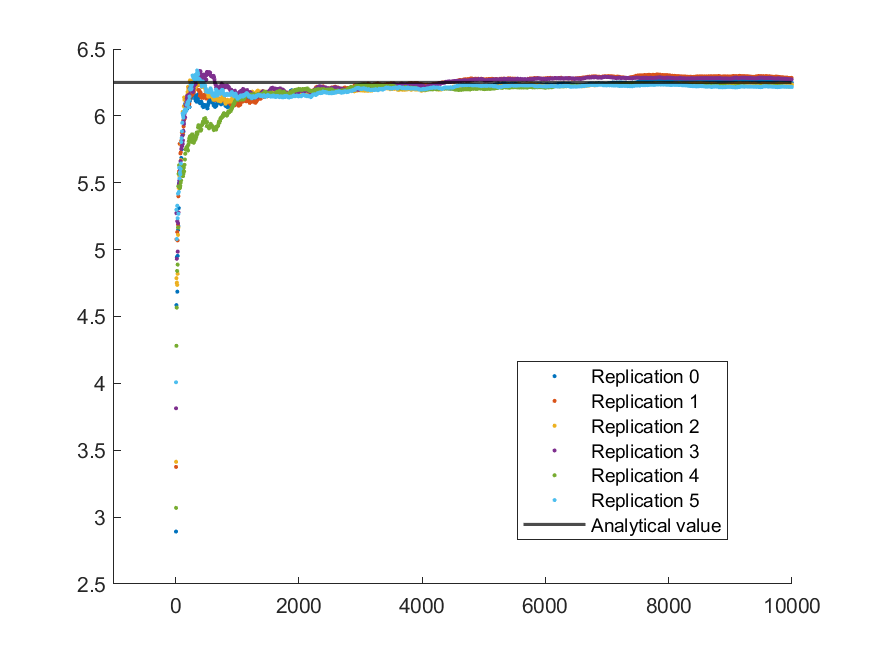 6.5
6
5.5
5
4.5
4
3.5
3
2.5
0
2000
4000
6000
8000
10000
Replication 0
Replication 1
Replication 2
Replication 3
Replication 4
Replication 5
Analytical value